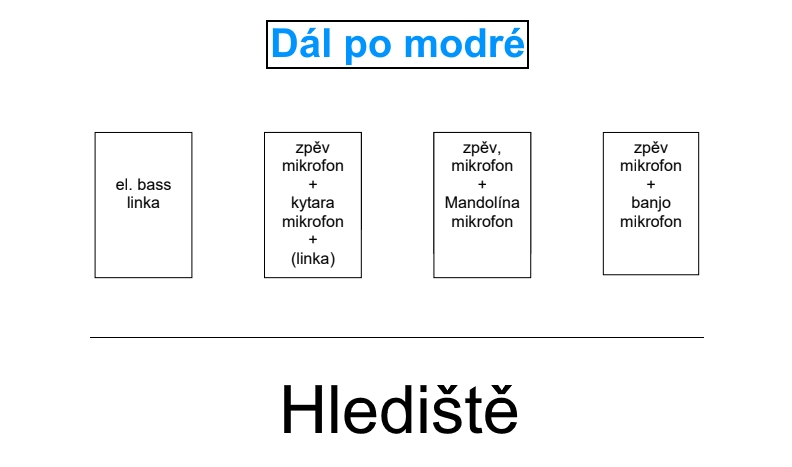 Dál po modré
el. bass
linka
zpěv
mikrofon
+
kytara
mikrofon
+
(linka)
zpěv,
mikrofon
+
Mandolína
mikrofon
zpěv
mikrofon
+
banjo
mikrofon
Hlediště